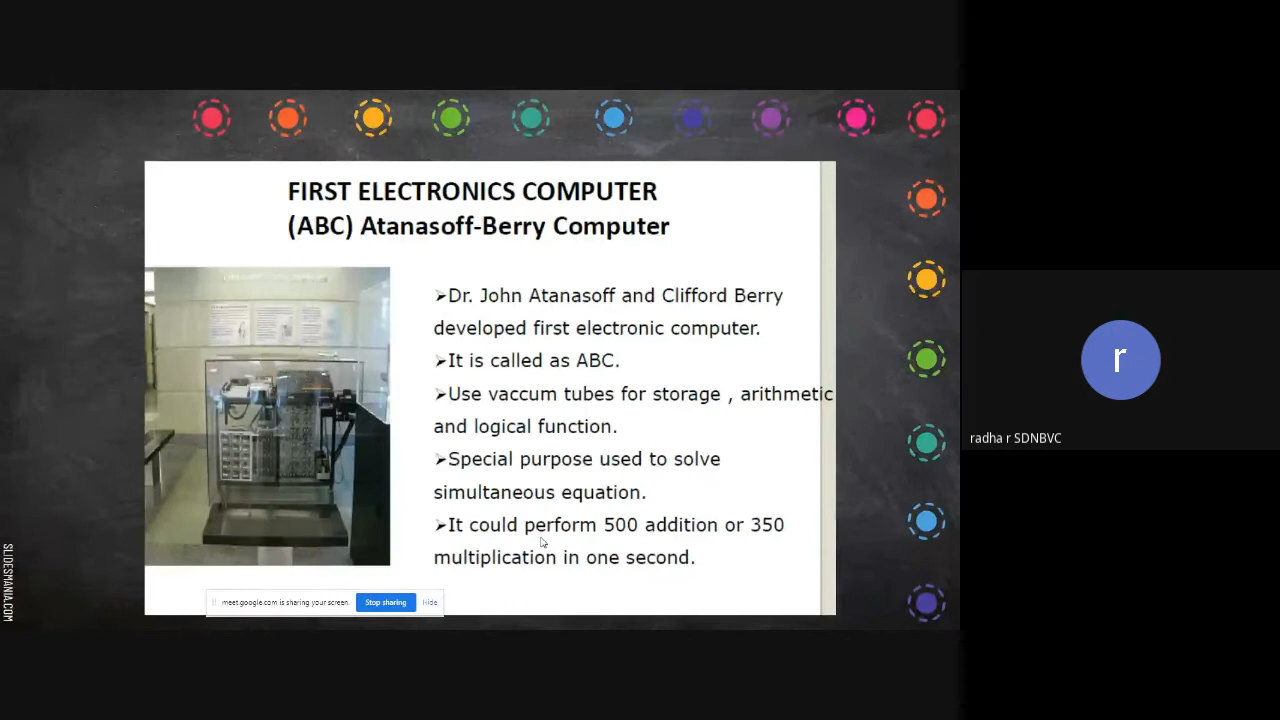 FIRST ELECTRONICS COMPUTER
(ABC) Atanasoff-Berry Computer
➢Dr. John Atanasoff and Clifford Berry
developed first electronic computer.
➢It is called as ABC.
➢Use vaccum tubes for storage , arithmetic
and logical function.
➢Special purpose used to solve
simultaneous equation.
➢It could perform 500 addition or 350
multiplication in one second.
meet.google.com is sharing your screen. Stop sharing Hide
SLIDESMANIA.COM
r
radha r SDNBVC